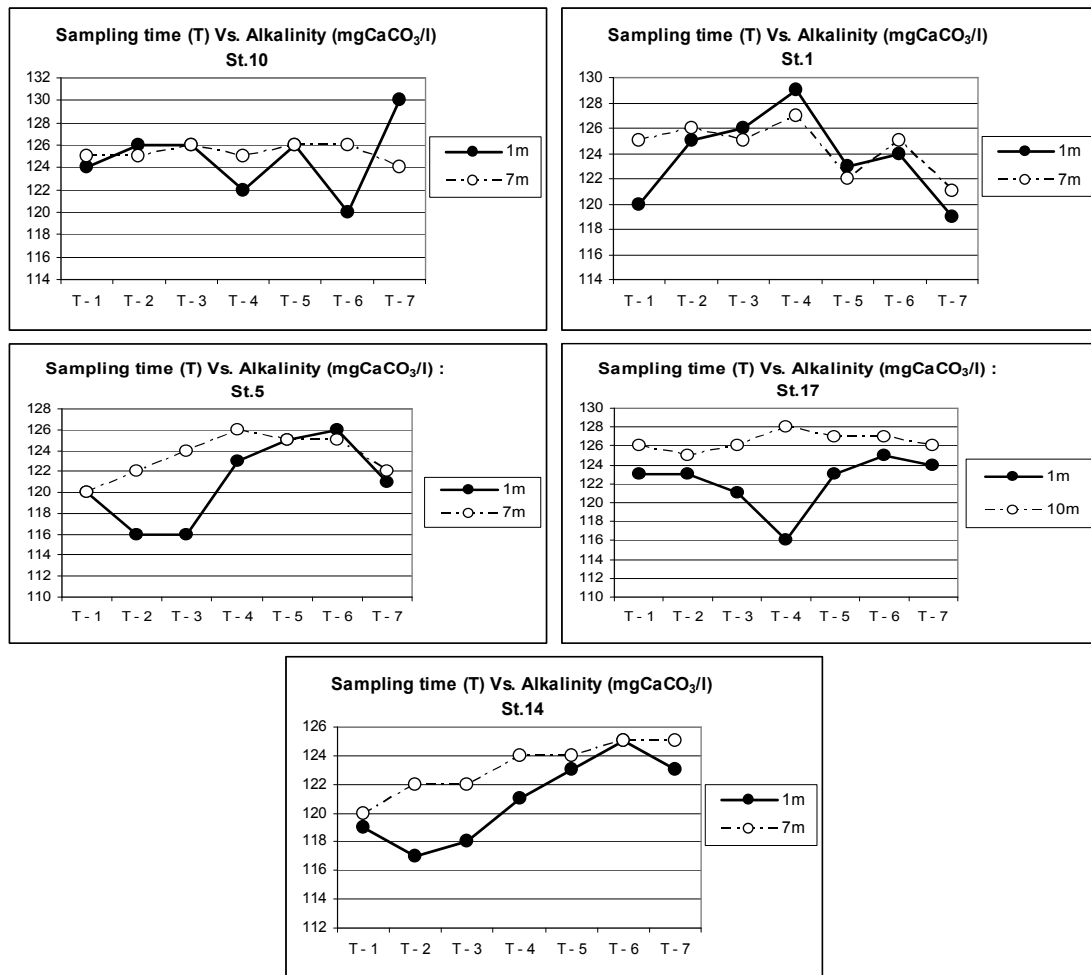 Sampling time (T) Vs. Alkalinity (mgCaCO₃/l)
St.10
132
130
128
126
124
122
120
118
116
114
T - 1 T - 2 T - 3 T - 4 T - 5 T - 6 T - 7
1m
7m
Sampling time (T) Vs. Alkalinity (mgCaCO₃/l)
St.1
130
128
126
124
122
120
118
116
114
T - 1 T - 2 T - 3 T - 4 T - 5 T - 6 T - 7
1m
7m
Sampling time (T) Vs. Alkalinity (mgCaCO₃/l) :
St.5
128
126
124
122
120
118
116
114
112
110
T - 1 T - 2 T - 3 T - 4 T - 5 T - 6 T - 7
1m
7m
Sampling time (T) Vs. Alkalinity (mgCaCO₃/l) :
St.17
130
128
126
124
122
120
118
116
114
112
110
T - 1 T - 2 T - 3 T - 4 T - 5 T - 6 T - 7
1m
10m
Sampling time (T) Vs. Alkalinity (mgCaCO₃/l)
St.14
126
124
122
120
118
116
114
112
T - 1 T - 2 T - 3 T - 4 T - 5 T - 6 T - 7
1m
7m